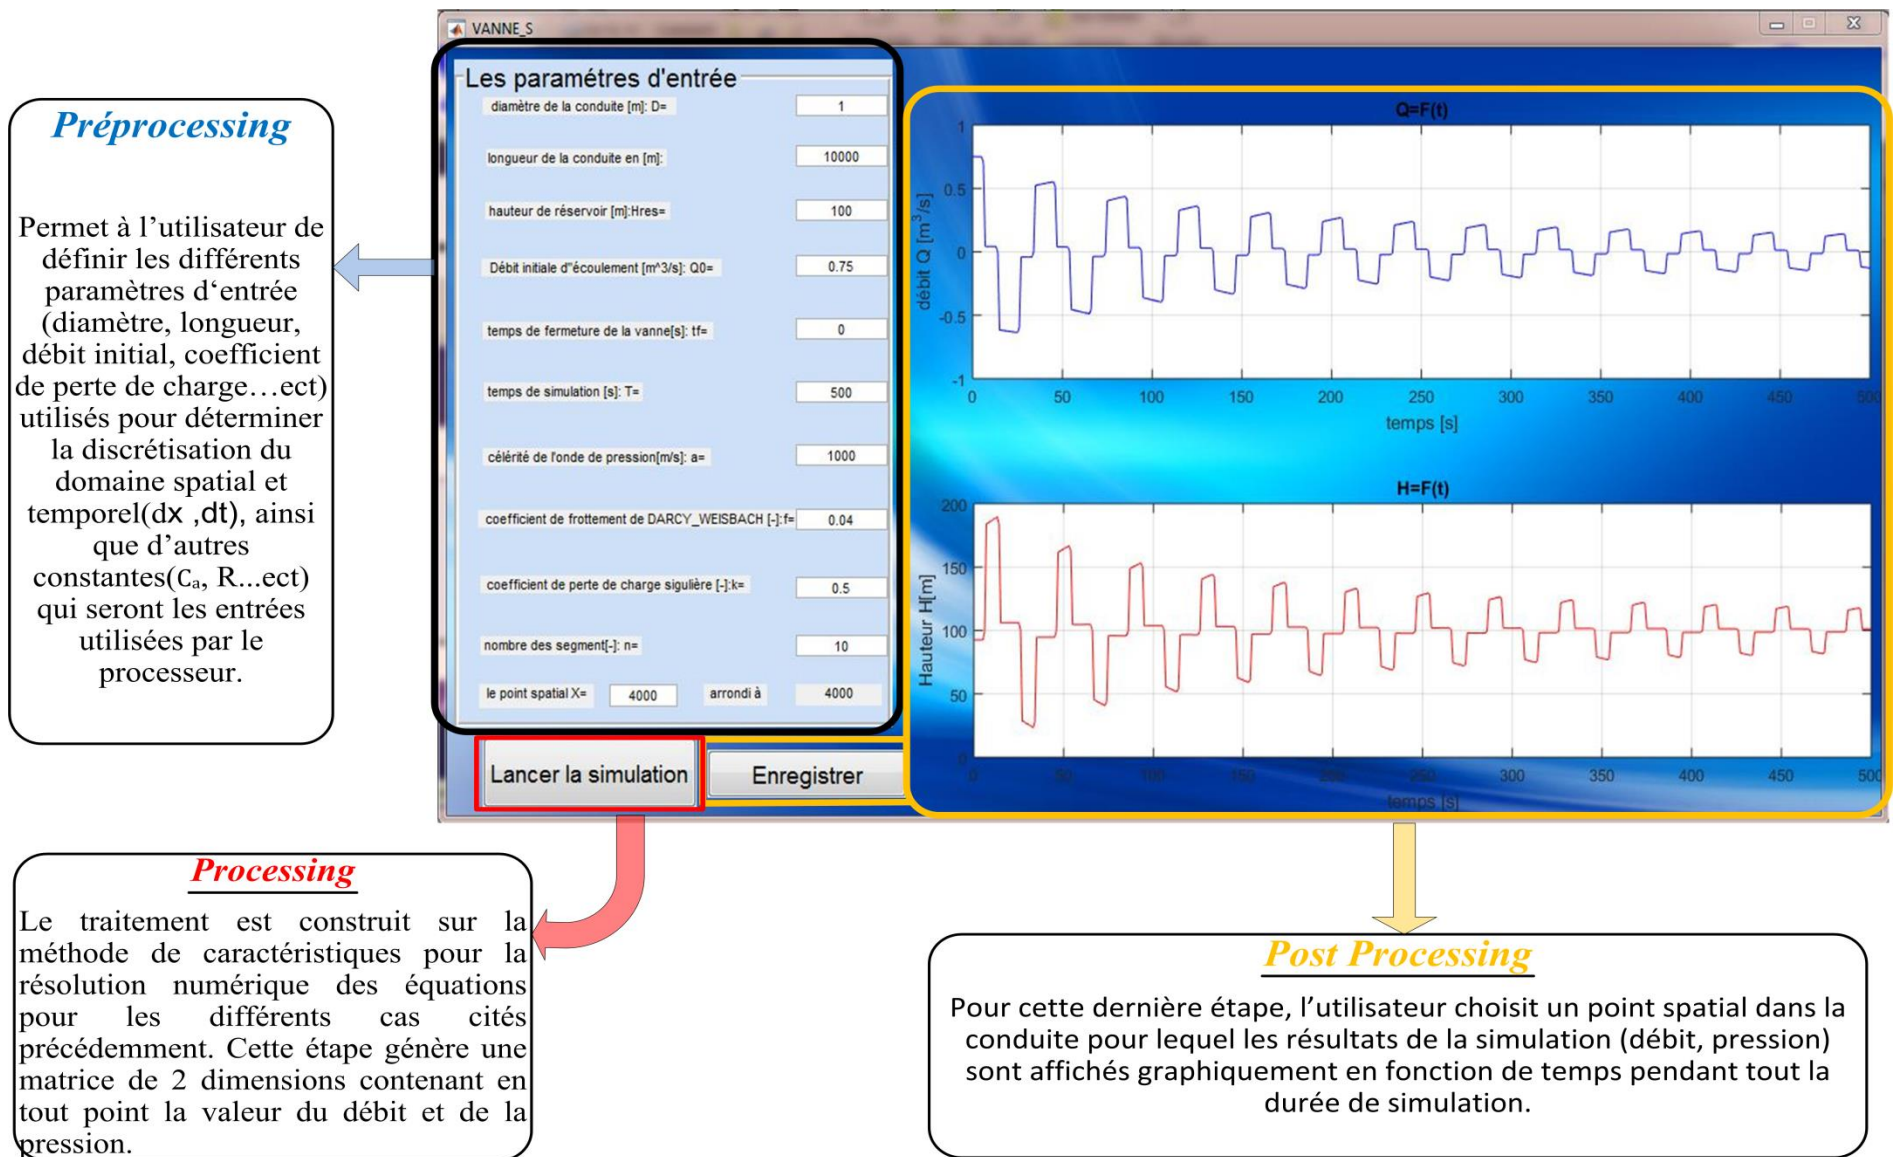 VANNE_S
Les paramétres d'entrée
diamètre de la conduite [m]: D=
1
longueur de la conduite en [m]:
10000
hauteur de réservoir [m]:Hres=
100
Débit initiale d"écoulement [m^3/s]: Q0=
0.75
temps de fermeture de la vanne[s]: tf=
0
temps de simulation [s]: T=
500
célérité de l'onde de pression[m/s]: a=
1000
coefficient de frottement de DARCY_WEISBACH [-]:f=
0.04
coefficient de perte de charge sigulière [-]:k=
0.5
nombre des segment[-]: n=
10
le point spatial X=
4000
arrondi à
4000
Lancer la simulation
Enregistrer
Q=F(t)
débit Q [m³/s]
1
0.5
0
-0.5
-1
0 50 100 150 200 250 300 350 400 450 500
temps [s]
H=F(t)
Hauteur H[m]
200
150
100
50
0
0 50 100 150 200 250 300 350 400 450 500
temps [s]
Préprocessing
Permet à l’utilisateur de
définir les différents
paramètres d‘entrée
(diamètre, longueur,
débit initial, coefficient
de perte de charge…ect)
utilisés pour déterminer
la discrétisation du
domaine spatial et
temporel(dx ,dt), ainsi
que d’autres
constantes(Cₐ, R...ect)
qui seront les entrées
utilisées par le
processeur.
Processing
Le traitement est construit sur la
méthode de caractéristiques pour la
résolution numérique des équations
pour les différents cas cités
précédemment. Cette étape génère une
matrice de 2 dimensions contenant en
tout point la valeur du débit et de la
pression.
Post Processing
Pour cette dernière étape, l’utilisateur choisit un point spatial dans la
conduite pour lequel les résultats de la simulation (débit, pression)
sont affichés graphiquement en fonction de temps pendant tout la
durée de simulation.